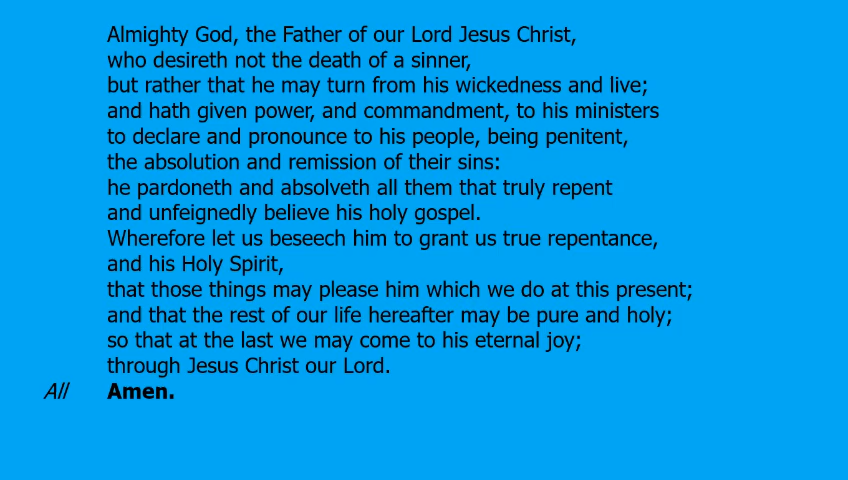 Almighty God, the Father of our Lord Jesus Christ,
who desireth not the death of a sinner,
but rather that he may turn from his wickedness and live;
and hath given power, and commandment, to his ministers
to declare and pronounce to his people, being penitent,
the absolution and remission of their sins:
he pardoneth and absolveth all them that truly repent
and unfeignedly believe his holy gospel.
Wherefore let us beseech him to grant us true repentance,
and his Holy Spirit,
that those things may please him which we do at this present;
and that the rest of our life hereafter may be pure and holy;
so that at the last we may come to his eternal joy;
through Jesus Christ our Lord.
All Amen.